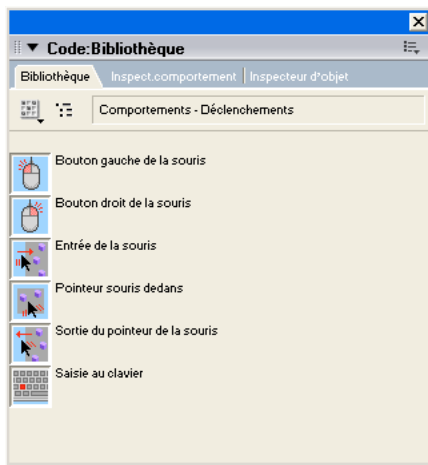 Code:Bibliothèque
Bibliothèque Inspect.comportement Inspecteur d'objet
Comportements - Déclenchements
Bouton gauche de la souris
Bouton droit de la souris
Entrée de la souris
Pointeur souris dedans
Sortie du pointeur de la souris
Saisie au clavier